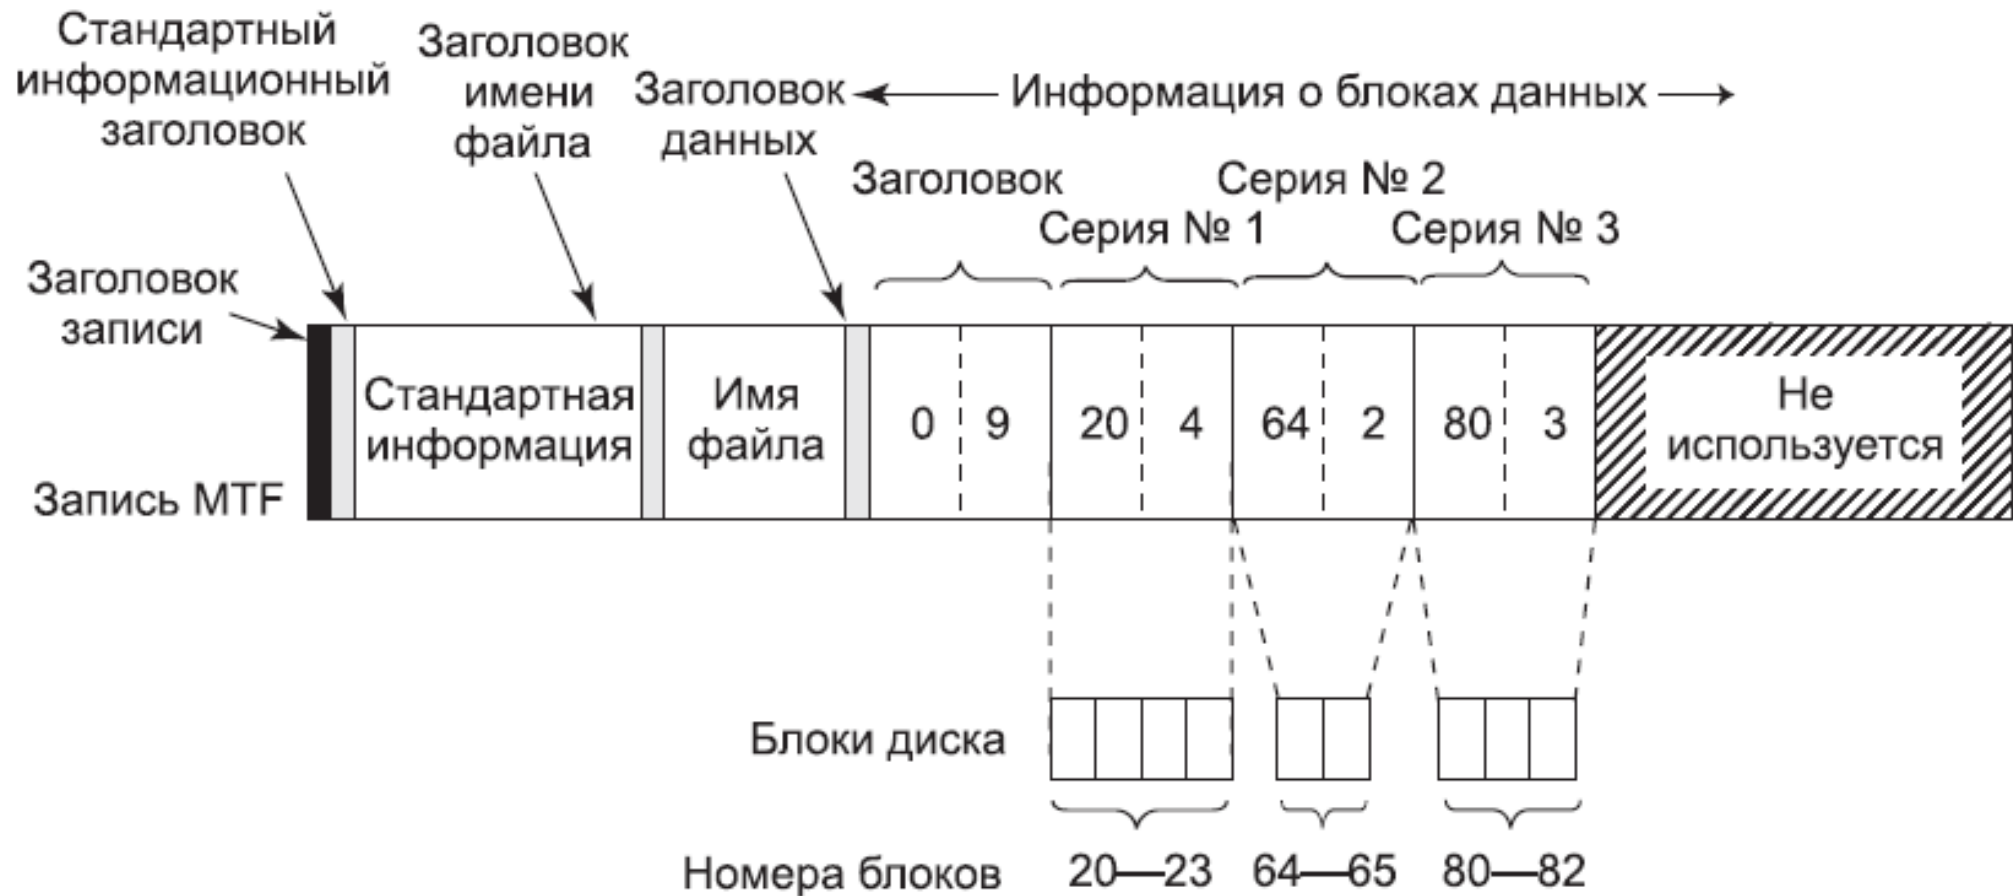 Стандартный
информационный
заголовок
Заголовок
имени
файла
Заголовок
данных
Информация о блоках данных
Заголовок
Серия № 1
Серия № 2
Серия № 3
Заголовок
записи
Запись MTF
Стандартная
информация
Имя
файла
0 9 20 4 64 2 80 3
Не
используется
Блоки диска
Номера блоков 20—23 64—65 80—82